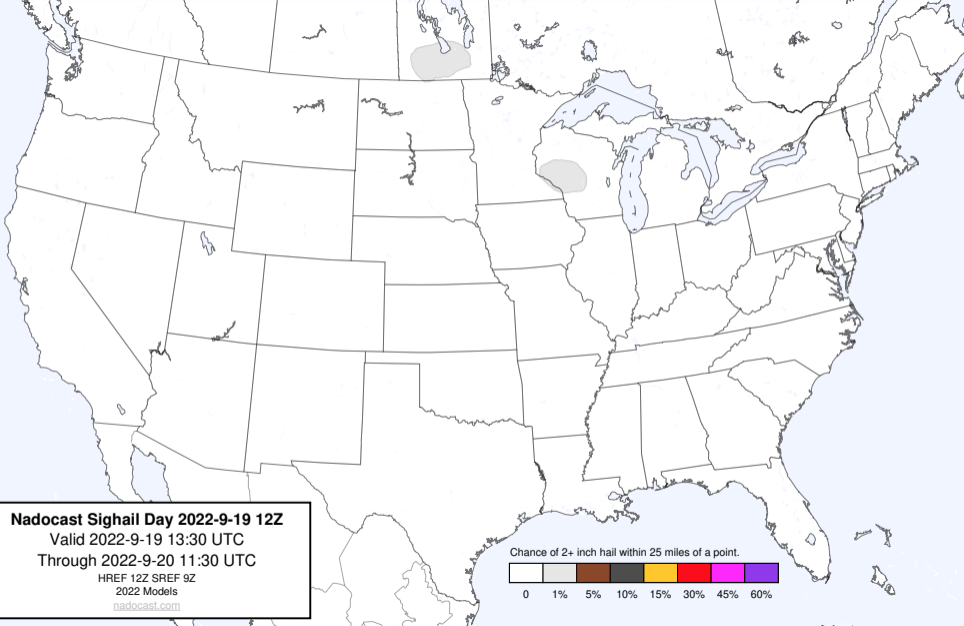 Nadocast Sighail Day 2022-9-19 12Z
Valid 2022-9-19 13:30 UTC
Through 2022-9-20 11:30 UTC
HREF 12Z SREF 9Z
2022 Models
nadocast.com
Chance of 2+ inch hail within 25 miles of a point.
0 1% 5% 10% 15% 30% 45% 60%